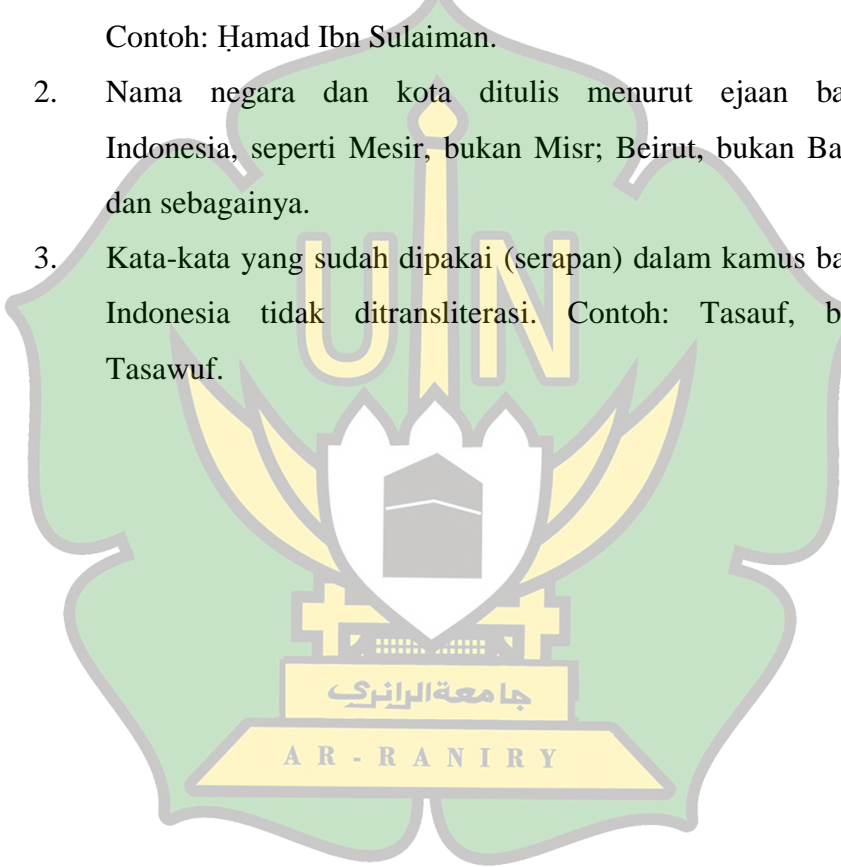 Contoh: Ḥamad Ibn Sulaiman.
2. Nama negara dan kota ditulis menurut ejaan
Indonesia, seperti Mesir, bukan Misr; Beirut, bukan
dan sebagainya.
3. Kata-kata yang sudah dipakai (serapan) dalam kamus
Indonesia tidak ditransliterasi. Contoh: Tasauf,
Tasawuf.
UIN
جامعةالرانري
AR-RANIRY